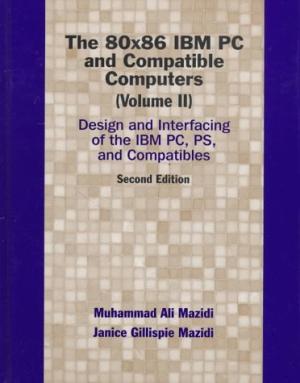 The 80x86 IBM PC
and Compatible
Computers
(Volume II)
Design and Interfacing
of the IBM PC, PS,
and Compatibles
Second Edition
Muhammad Ali Mazidi
Janice Gillispie Mazidi